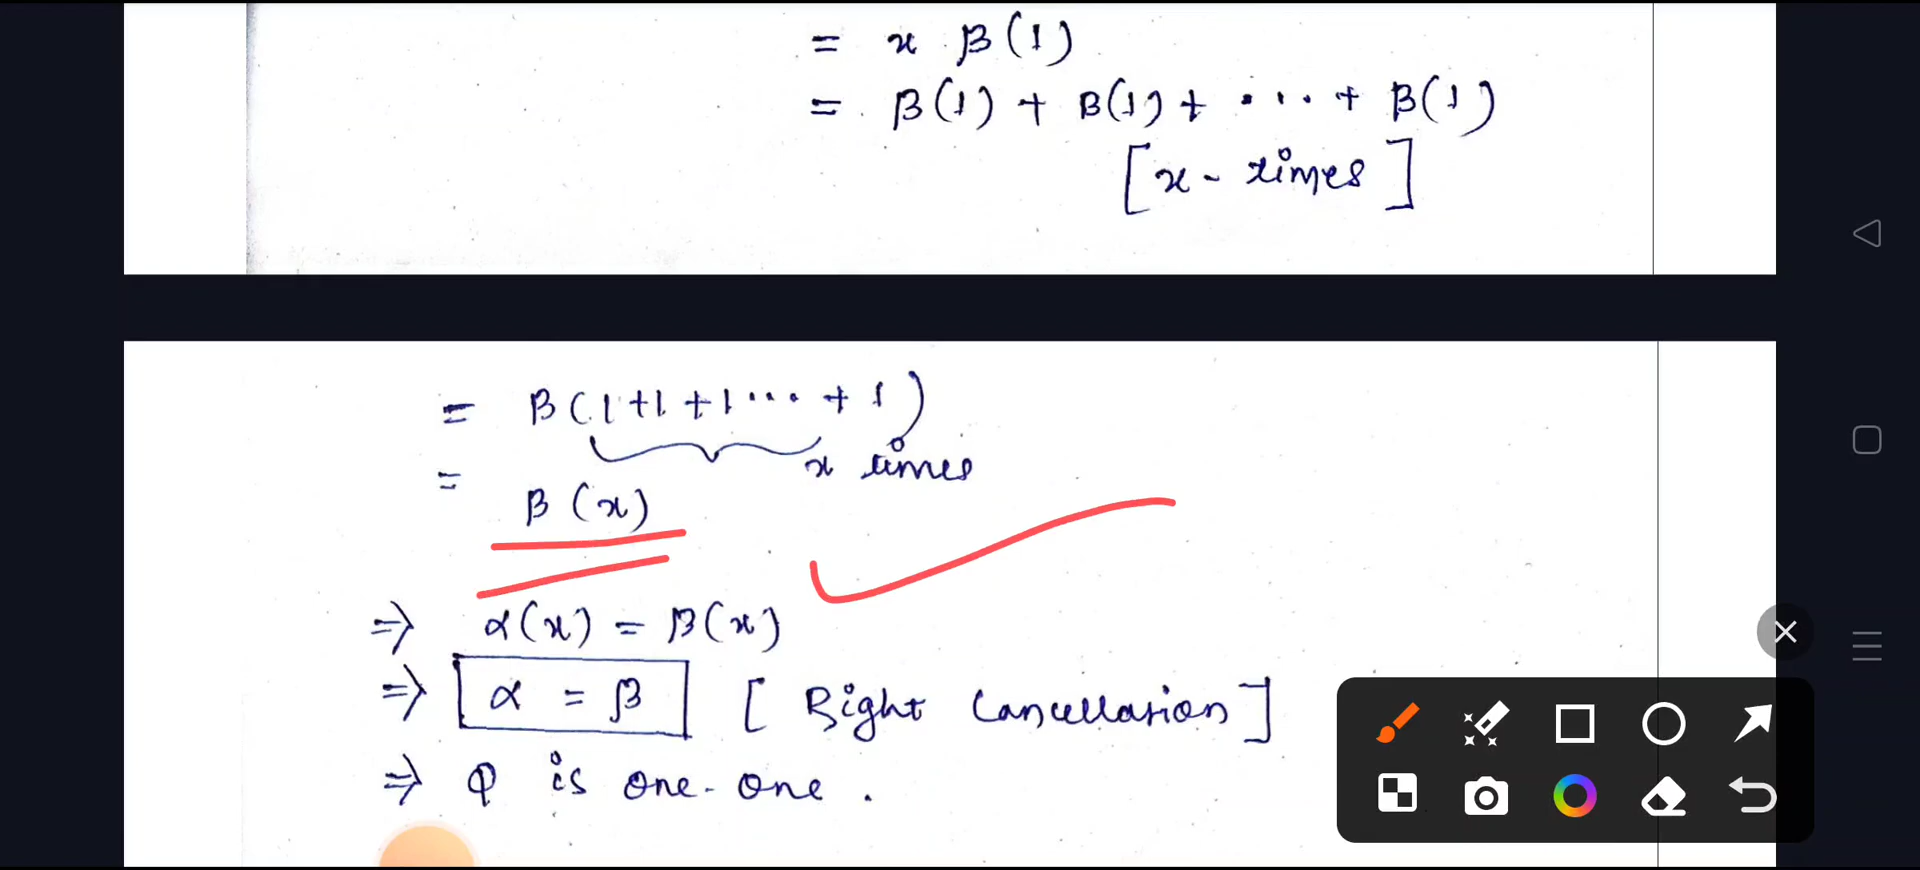 = x β(1)
= β(1) + β(1) + .... + β(1)
[x - times]
= β(1+1+1.... + 1)
x times
= β(x)
⇒ α(x) = β(x)
⇒ α = β [Right Cancellation]
⇒ φ is one-one.